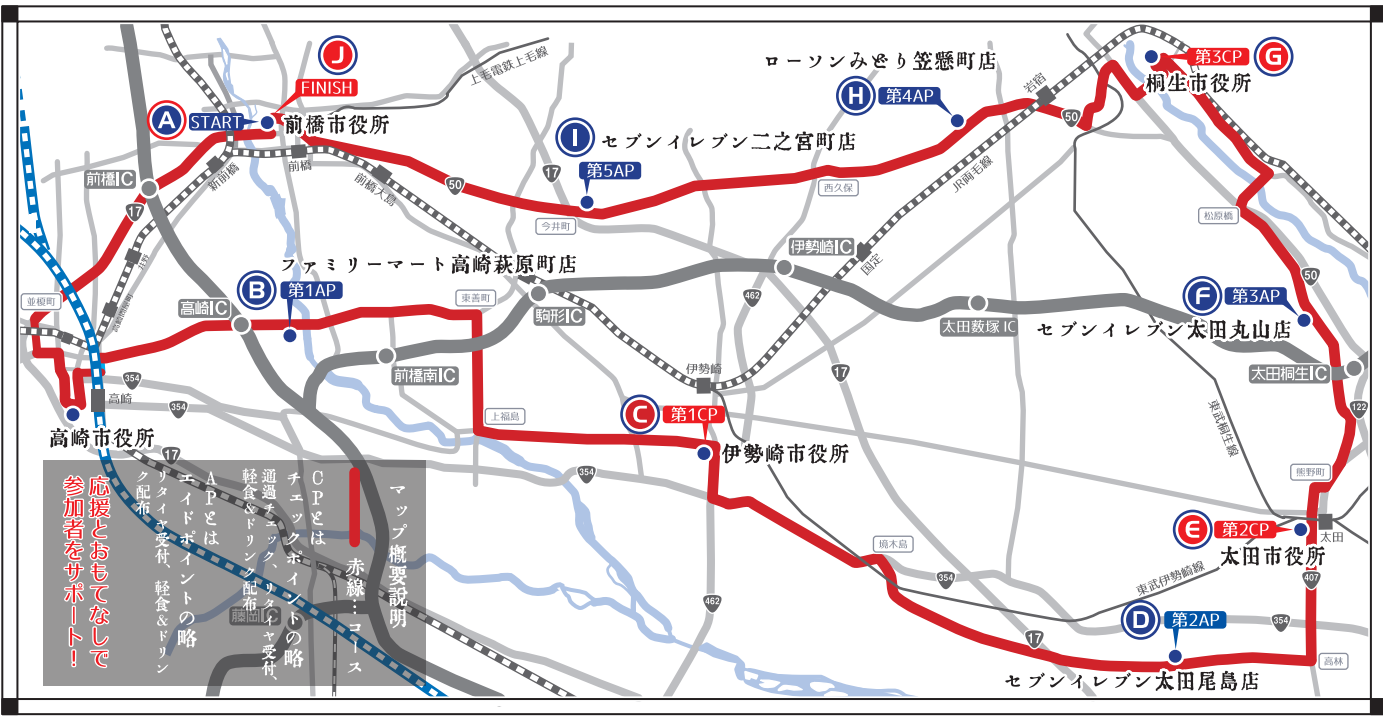 J
FINISH
A
START
前橋市役所
上毛電鉄上毛線
新前橋
前橋
前橋大島
前橋IC
17
50
I
セブンイレブン二之宮町店
第5AP
17
今井町
ローソンみどり笠懸町店
H
第4AP
西久保
岩宿
50
JR両毛線
第3CP
G
桐生市役所
松原橋
50
井野
高崎問屋町
並榎町
B
ファミリーマート高崎萩原町店
第1AP
高崎IC
東善町
駒形IC
前橋南IC
伊勢崎IC
国定
462
太田薮塚IC
F
第3AP
セブンイレブン太田丸山店
太田桐生IC
122
東武桐生線
17
354
354
高崎
高崎市役所
17
上福島
伊勢崎
C
第1CP
伊勢崎市役所
354
462
境木島
354
東武伊勢崎線
17
熊野町
E
第2CP
太田市役所
太田
407
354
D
第2AP
セブンイレブン太田尾島店
高林
藤岡IC
マップ概要説明
赤線…コース
CPとは
チェックポイントの略
通過チェック、リタイヤ受付、
軽食&ドリンク配布
APとは
エイドポイントの略
リタイヤ受付、軽食&ドリン
ク配布
応援とおもてなしで
参加者をサポート！